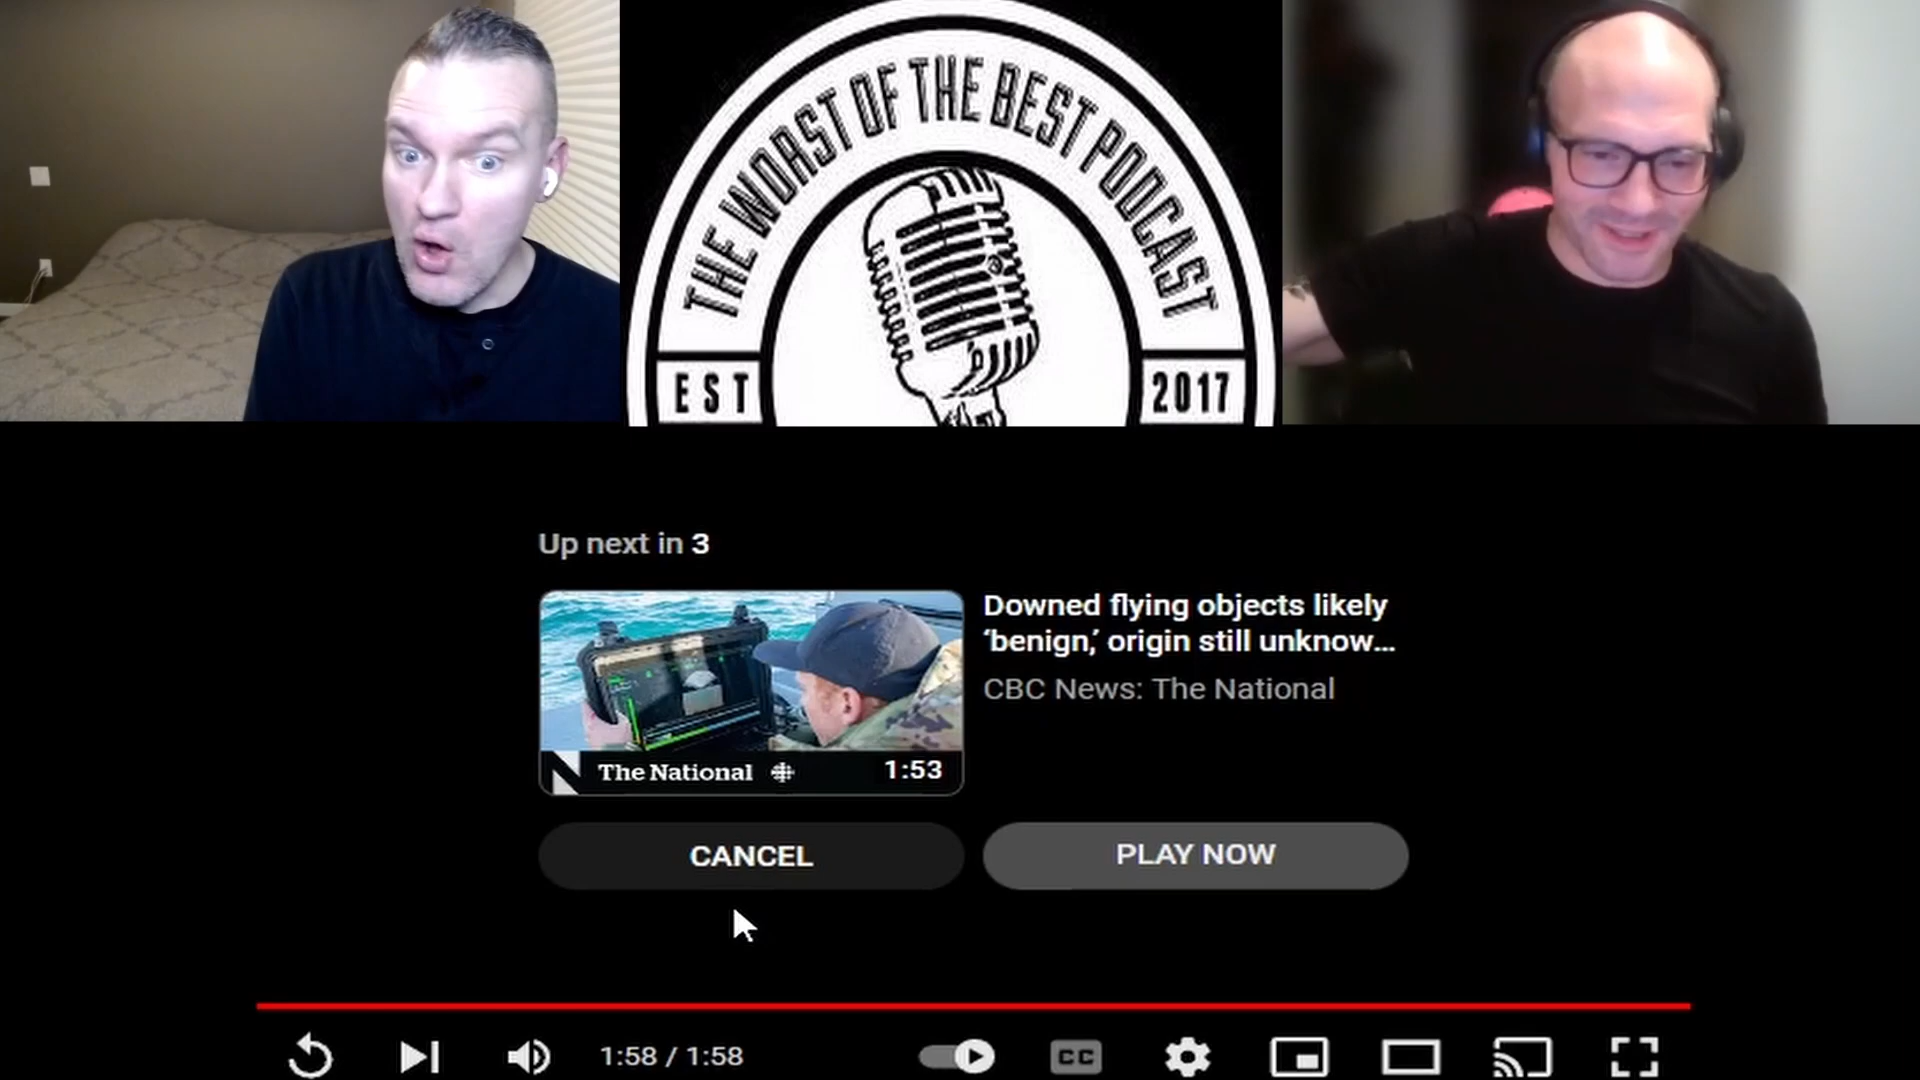 THE WORST OF THE BEST PODCAST
EST 2017
Up next in 3
Downed flying objects likely
‘benign,’ origin still unknow...
CBC News: The National
The National
1:53
CANCEL
PLAY NOW
1:58 / 1:58
CC